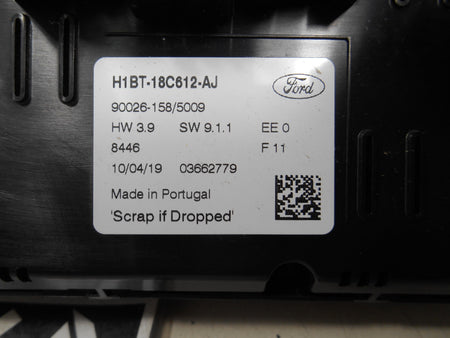 H1BT-18C612-AJ
Ford
90026-158/5009
HW 3.9 SW 9.1.1 EE 0
8446 F 11
10/04/19 03662779
Made in Portugal
'Scrap if Dropped'